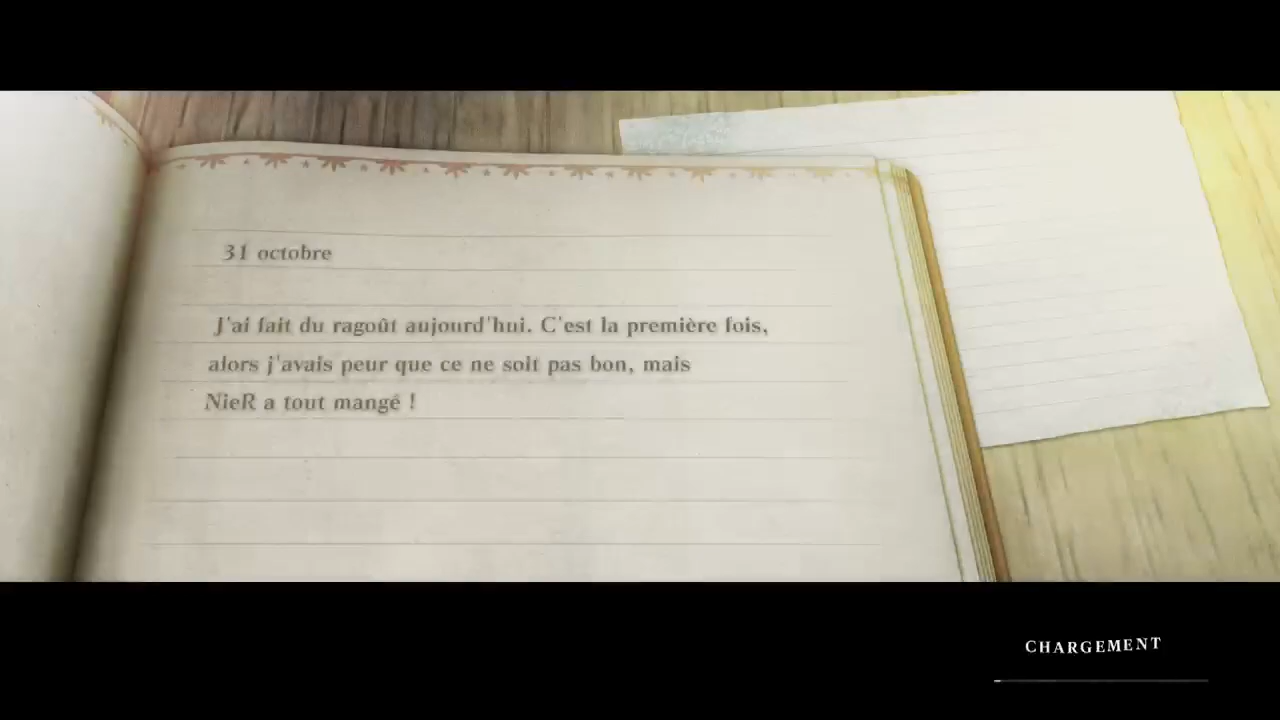 31 octobre
J'ai fait du ragoût aujourd'hui. C'est la première fois,
alors j'avais peur que ce ne soit pas bon, mais
NieR a tout mangé !
CHARGEMENT